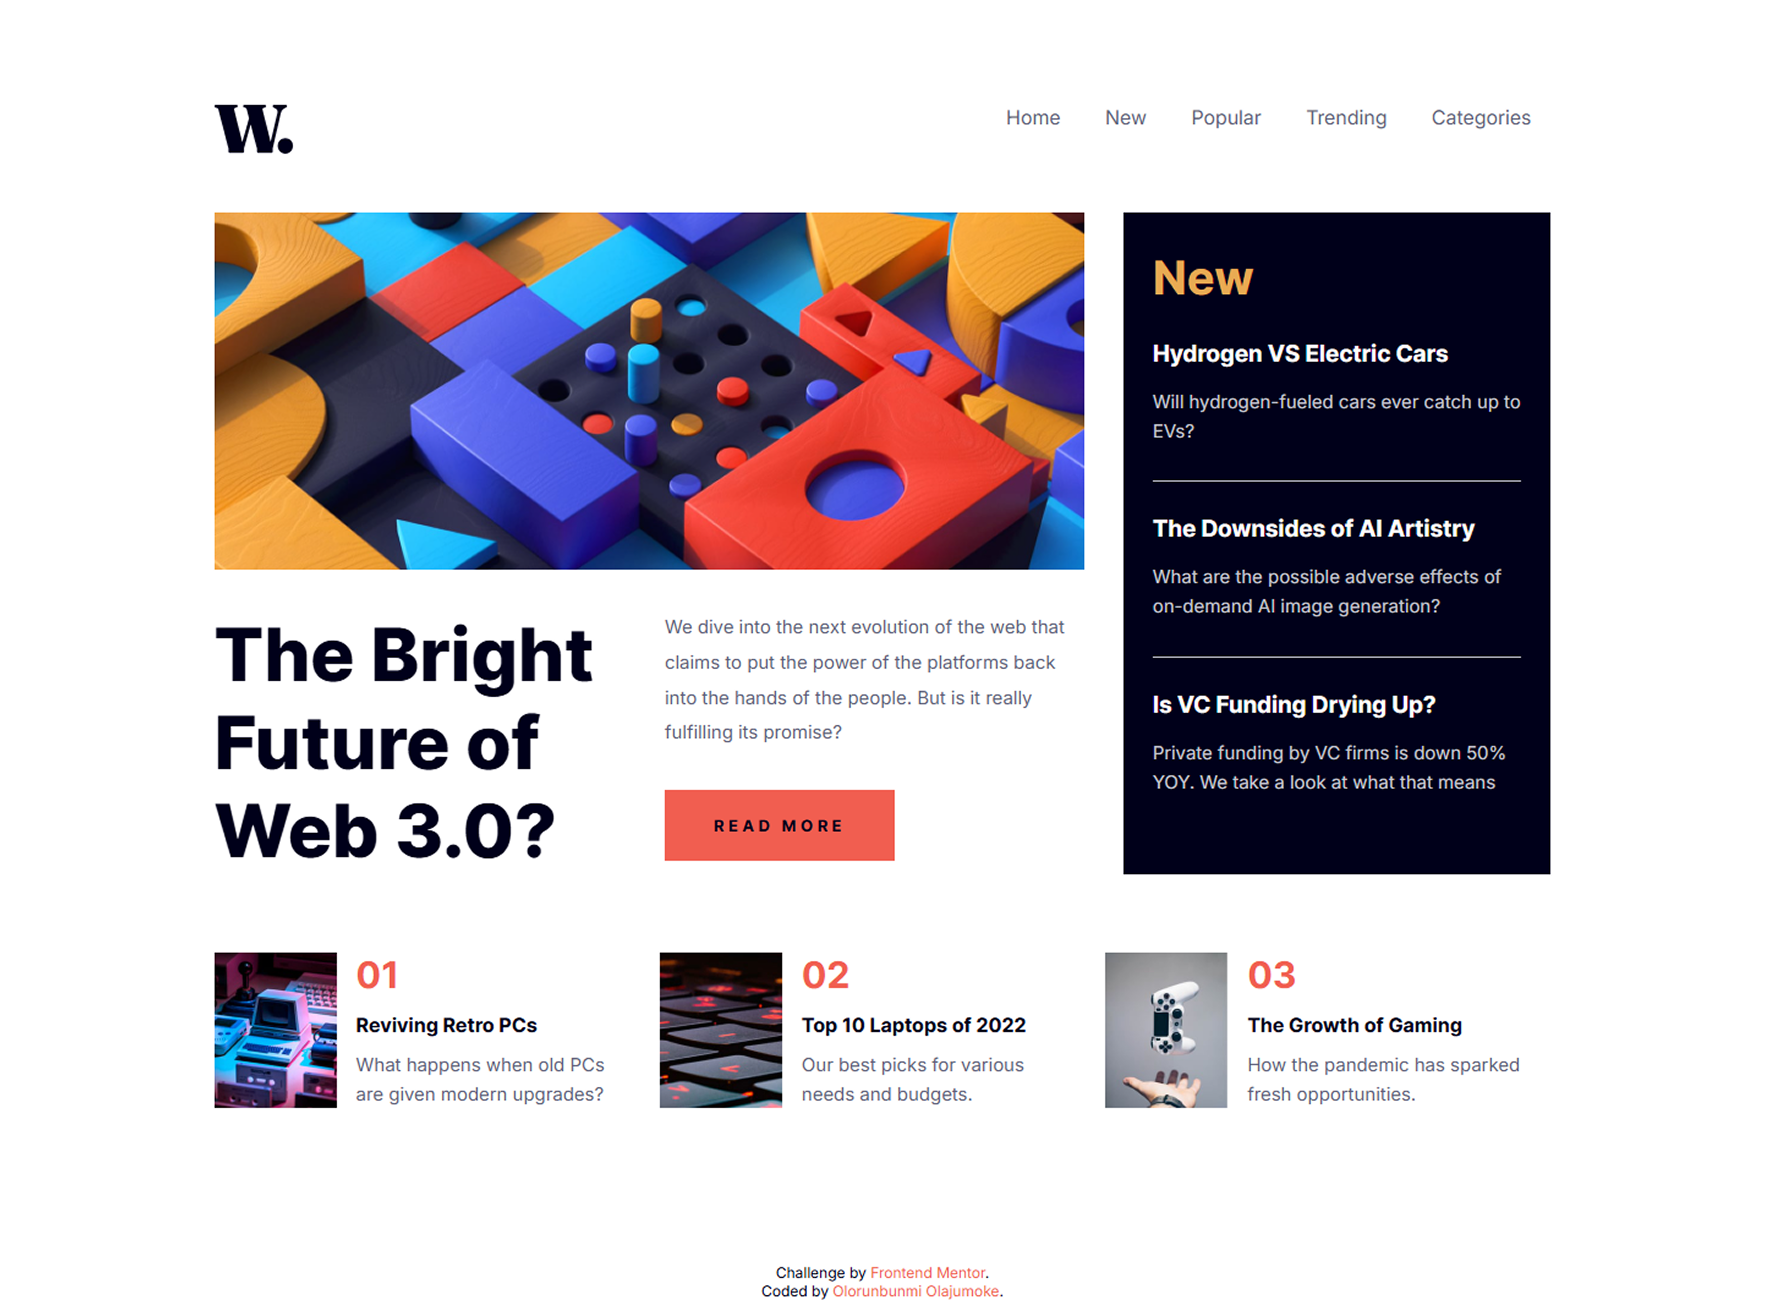 W.
Home New Popular Trending Categories
The Bright
Future of
Web 3.0?
We dive into the next evolution of the web that
claims to put the power of the platforms back
into the hands of the people. But is it really
fulfilling its promise?
READ MORE
New
Hydrogen VS Electric Cars
Will hydrogen-fueled cars ever catch up to
EVs?
The Downsides of AI Artistry
What are the possible adverse effects of
on-demand AI image generation?
Is VC Funding Drying Up?
Private funding by VC firms is down 50%
YOY. We take a look at what that means
01
Reviving Retro PCs
What happens when old PCs
are given modern upgrades?
02
Top 10 Laptops of 2022
Our best picks for various
needs and budgets.
03
The Growth of Gaming
How the pandemic has sparked
fresh opportunities.
Challenge by Frontend Mentor.
Coded by Olorunbunmi Olajumoke.